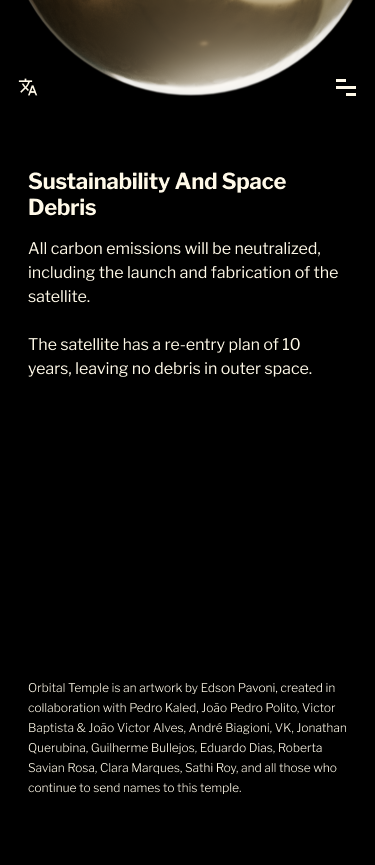 Sustainability And Space
Debris
All carbon emissions will be neutralized,
including the launch and fabrication of the
satellite.
The satellite has a re-entry plan of 10
years, leaving no debris in outer space.
Orbital Temple is an artwork by Edson Pavoni, created in
collaboration with Pedro Kaled, João Pedro Polito, Victor
Baptista & João Victor Alves, André Biagioni, VK, Jonathan
Querubina, Guilherme Bullejos, Eduardo Dias, Roberta
Savian Rosa, Clara Marques, Sathi Roy, and all those who
continue to send names to this temple.